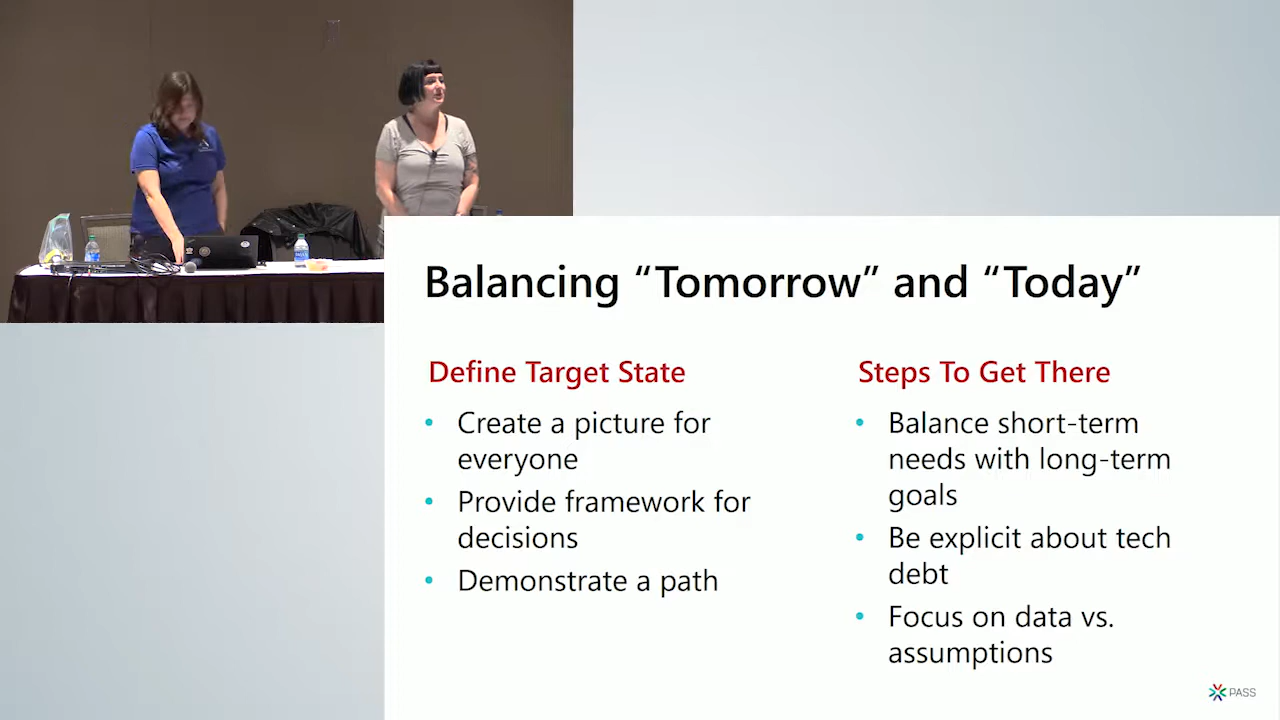 Balancing “Tomorrow” and “Today”
Define Target State
• Create a picture for
everyone
• Provide framework for
decisions
• Demonstrate a path
Steps To Get There
• Balance short-term
needs with long-term
goals
• Be explicit about tech
debt
• Focus on data vs.
assumptions
PASS